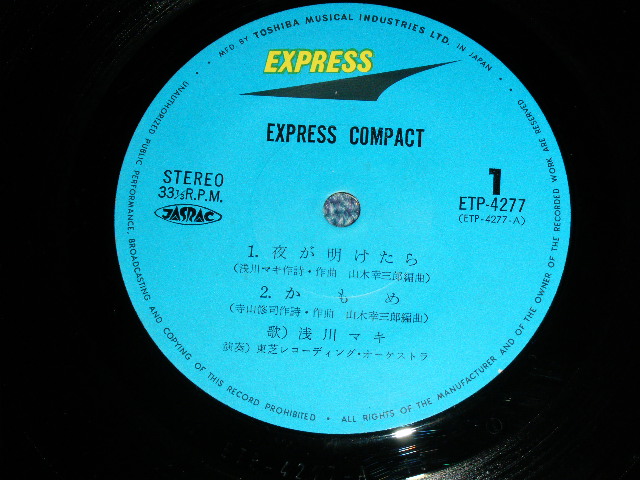 MFD. BY TOSHIBA MUSICAL INDUSTRIES LTD. IN JAPAN. • ALL RIGHTS OF THE MANUFACTURER AND OF THE OWNER OF THE RECORDED WORK ARE RESERVED
UNAUTHORIZED PUBLIC PERFORMANCE, BROADCASTING AND COPYING OF THIS RECORD PROHIBITED
EXPRESS
EXPRESS COMPACT
STEREO
33⅓R.P.M.
JASRAC
1
ETP-4277
(ETP-4277-A)
1. 夜が明けたら
(浅川マキ作詩・作曲 山木幸三郎編曲)
2. かもめ
(寺山修司作詩・作曲 山木幸三郎編曲)
歌) 浅川マキ
演奏) 東芝レコーディング・オーケストラ